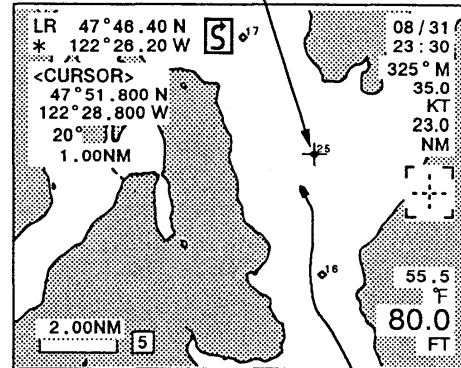 LR 47°46.40 N
* 122°26.20 W
<CURSOR>
47°51.800 N
122°28.800 W
20°
1.00NM
S
17
08/31
23:30
325°M
35.0
KT
23.0
NM
25
16
55.5
°F
80.0
FT
2.00NM
5